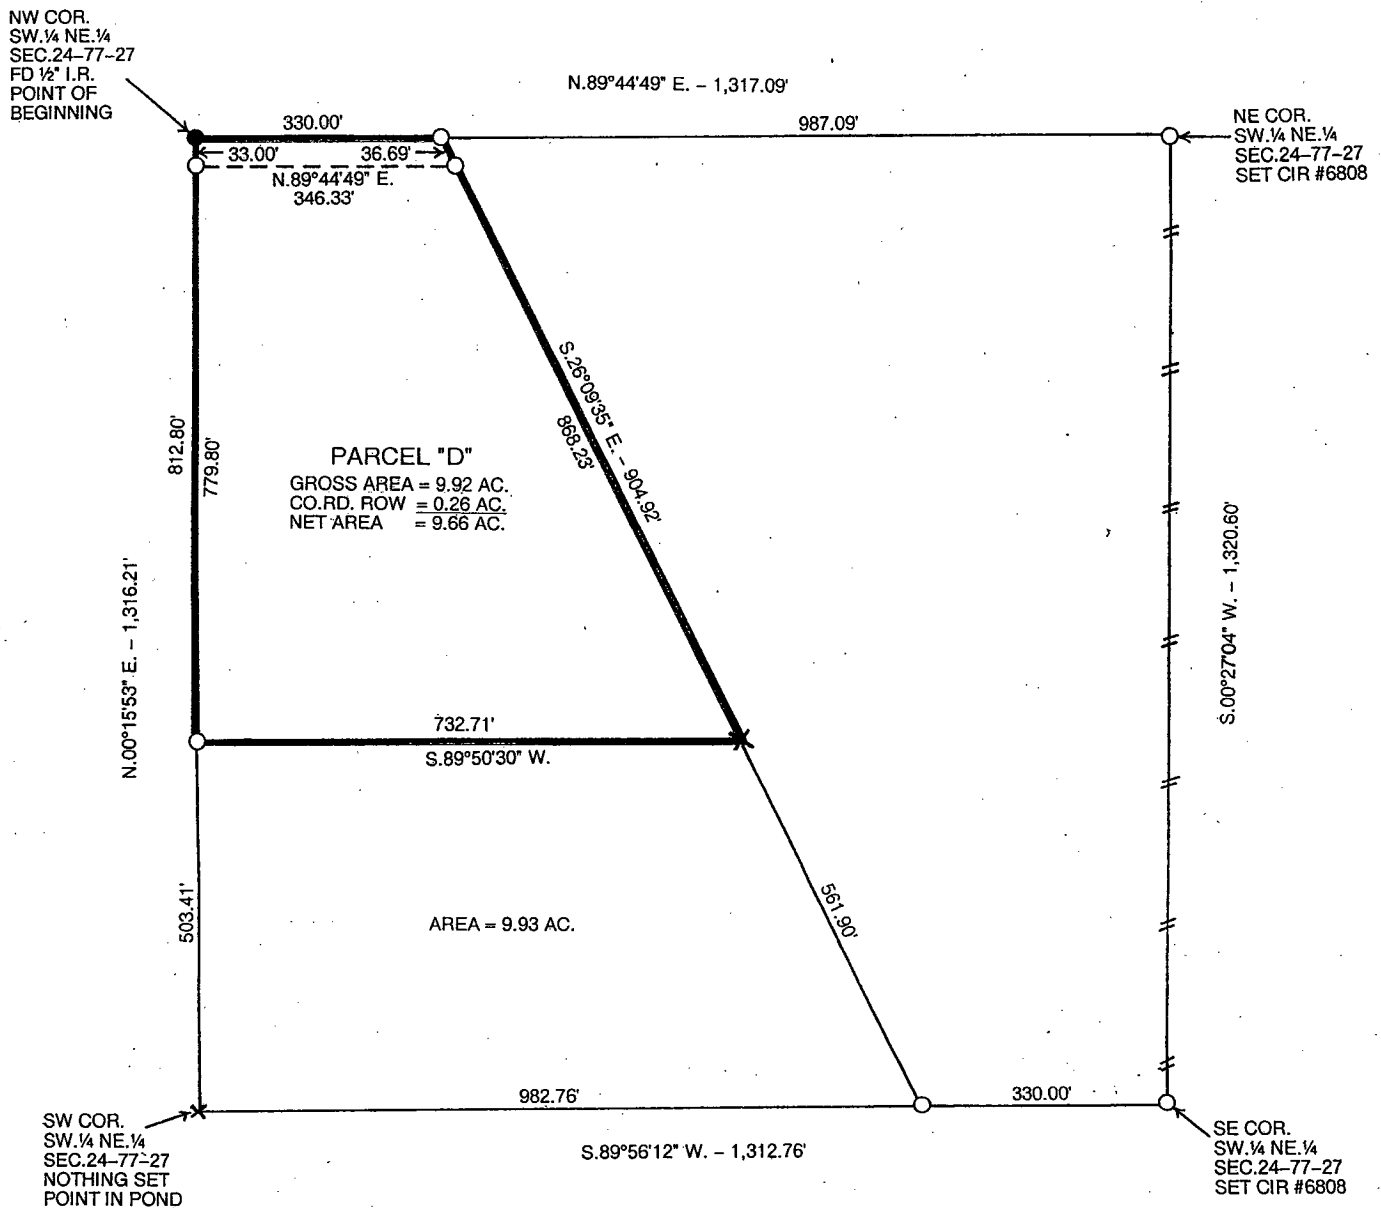 NW COR.
SW.¼ NE.¼
SEC.24–77–27
FD ½" I.R.
POINT OF
BEGINNING
N.89°44'49" E. – 1,317.09'
330.00'
987.09'
NE COR.
SW.¼ NE.¼
SEC.24–77–27
SET CIR #6808
33.00'
36.69'
N.89°44'49" E.
346.33'
S.26°09'35" E. – 904.92'
868.23'
812.80'
779.80'
PARCEL "D"
GROSS AREA = 9.92 AC.
CO.RD. ROW = 0.26 AC.
NET AREA = 9.66 AC.
N.00°15'53" E. – 1,316.21'
S.00°27'04" W. – 1,320.60'
732.71'
S.89°50'30" W.
503.41'
AREA = 9.93 AC.
561.90'
982.76'
330.00'
SW COR.
SW.¼ NE.¼
SEC.24–77–27
NOTHING SET
POINT IN POND
S.89°56'12" W. – 1,312.76'
SE COR.
SW.¼ NE.¼
SEC.24–77–27
SET CIR #6808